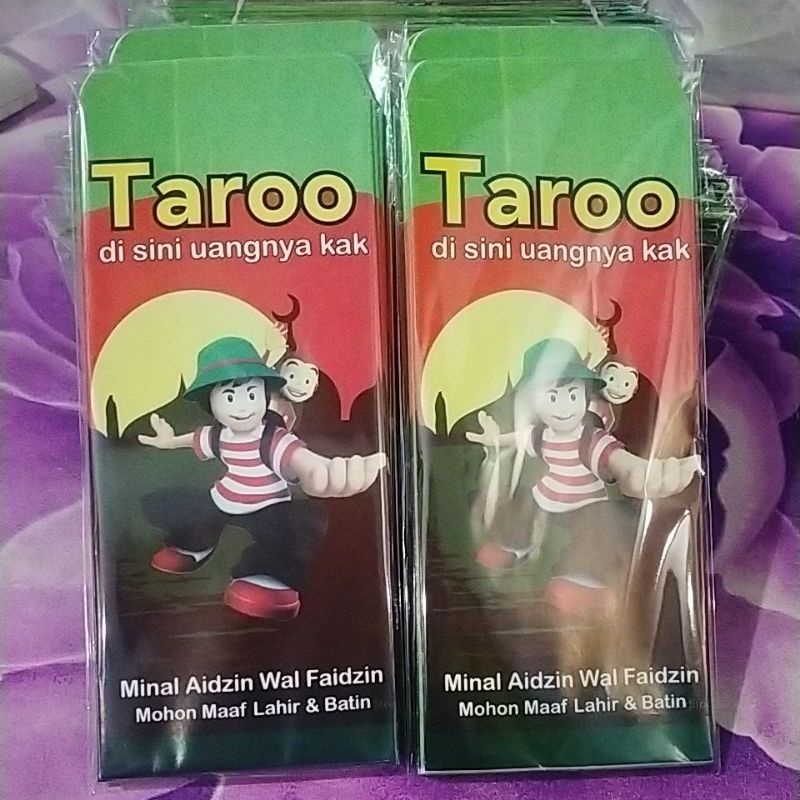 Taroo
di sini uangnya kak
Minal Aidzin Wal Faidzin
Mohon Maaf Lahir & Batin
Taroo
di sini uangnya kak
Minal Aidzin Wal Faidzin
Mohon Maaf Lahir & Batin